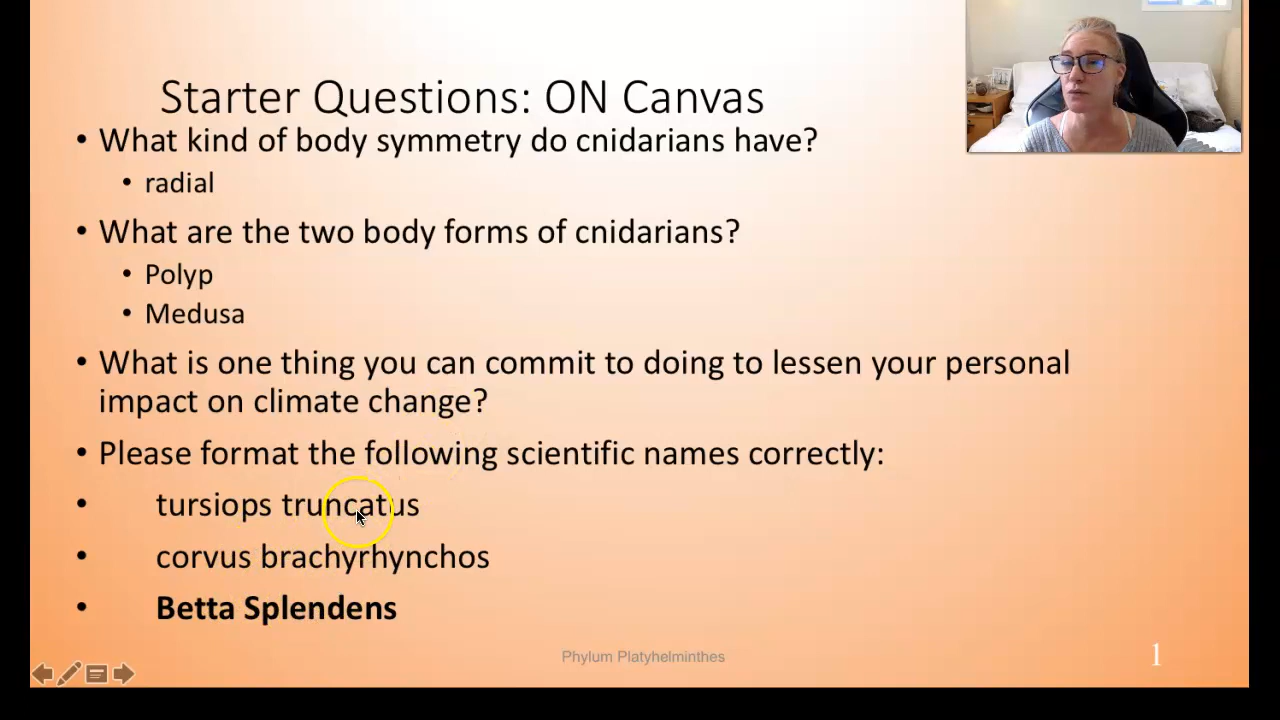 Starter Questions: ON Canvas
• What kind of body symmetry do cnidarians have?
• radial
• What are the two body forms of cnidarians?
• Polyp
• Medusa
• What is one thing you can commit to doing to lessen your personal
impact on climate change?
• Please format the following scientific names correctly:
• tursiops truncatus
• corvus brachyrhynchos
• Betta Splendens
Phylum Platyhelminthes
1